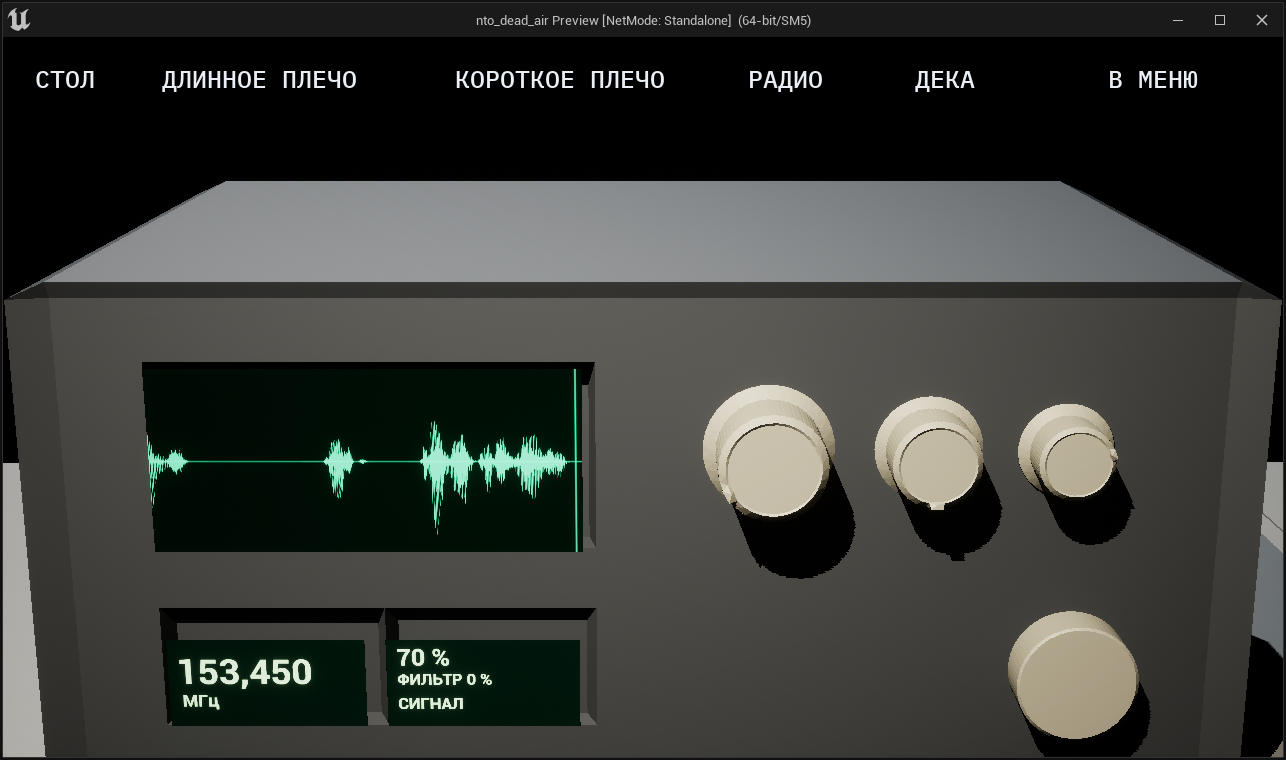 nto_dead_air Preview [NetMode: Standalone] (64-bit/SM5)
СТОЛ ДЛИННОЕ ПЛЕЧО КОРОТКОЕ ПЛЕЧО РАДИО ДЕКА В МЕНЮ
153,450
МГц
70 %
ФИЛЬТР 0 %
СИГНАЛ